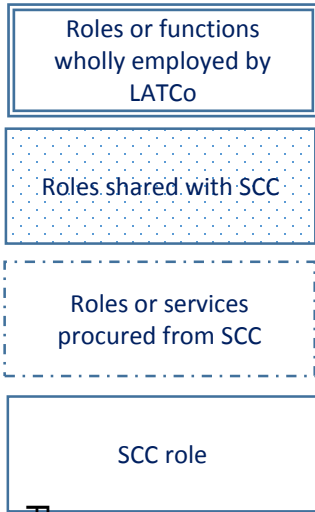 Roles or functions
wholly employed by
LATCo
Roles shared with SCC
Roles or services
procured from SCC
SCC role